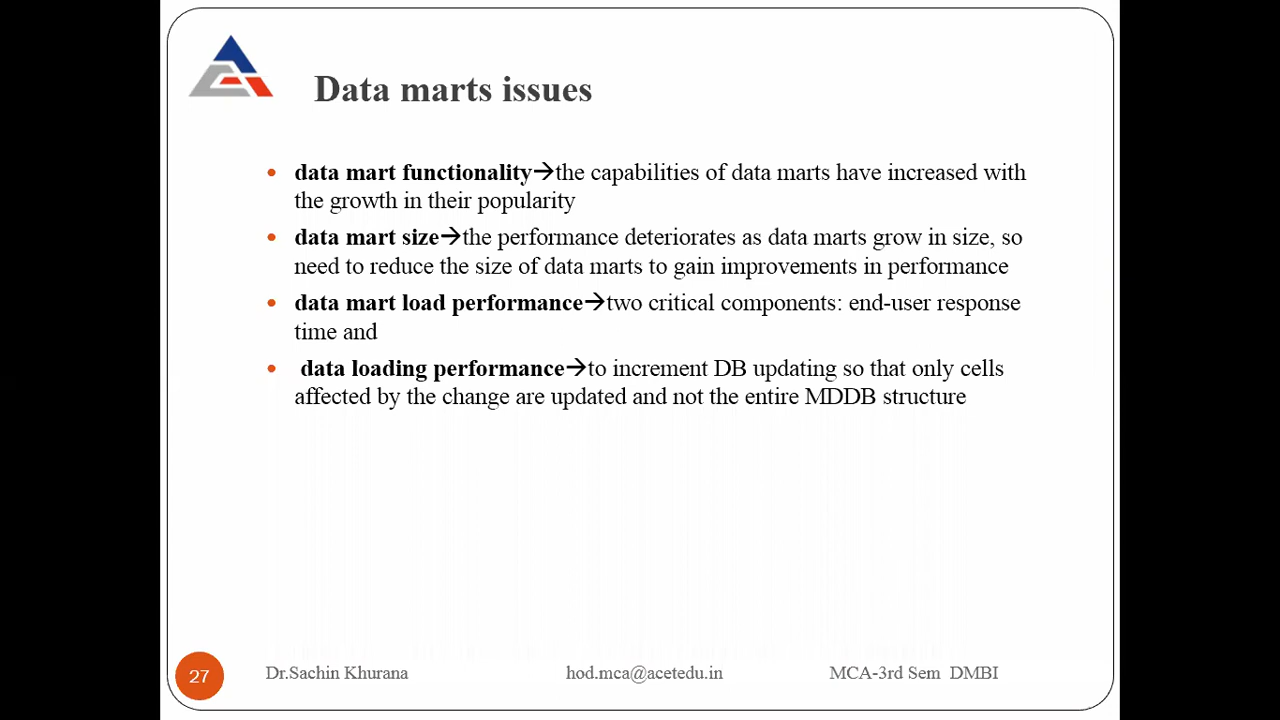 Data marts issues
• data mart functionality→the capabilities of data marts have increased with
the growth in their popularity
• data mart size→the performance deteriorates as data marts grow in size, so
need to reduce the size of data marts to gain improvements in performance
• data mart load performance→two critical components: end-user response
time and
• data loading performance→to increment DB updating so that only cells
affected by the change are updated and not the entire MDDB structure
27 Dr.Sachin Khurana hod.mca@acetedu.in MCA-3rd Sem DMBI